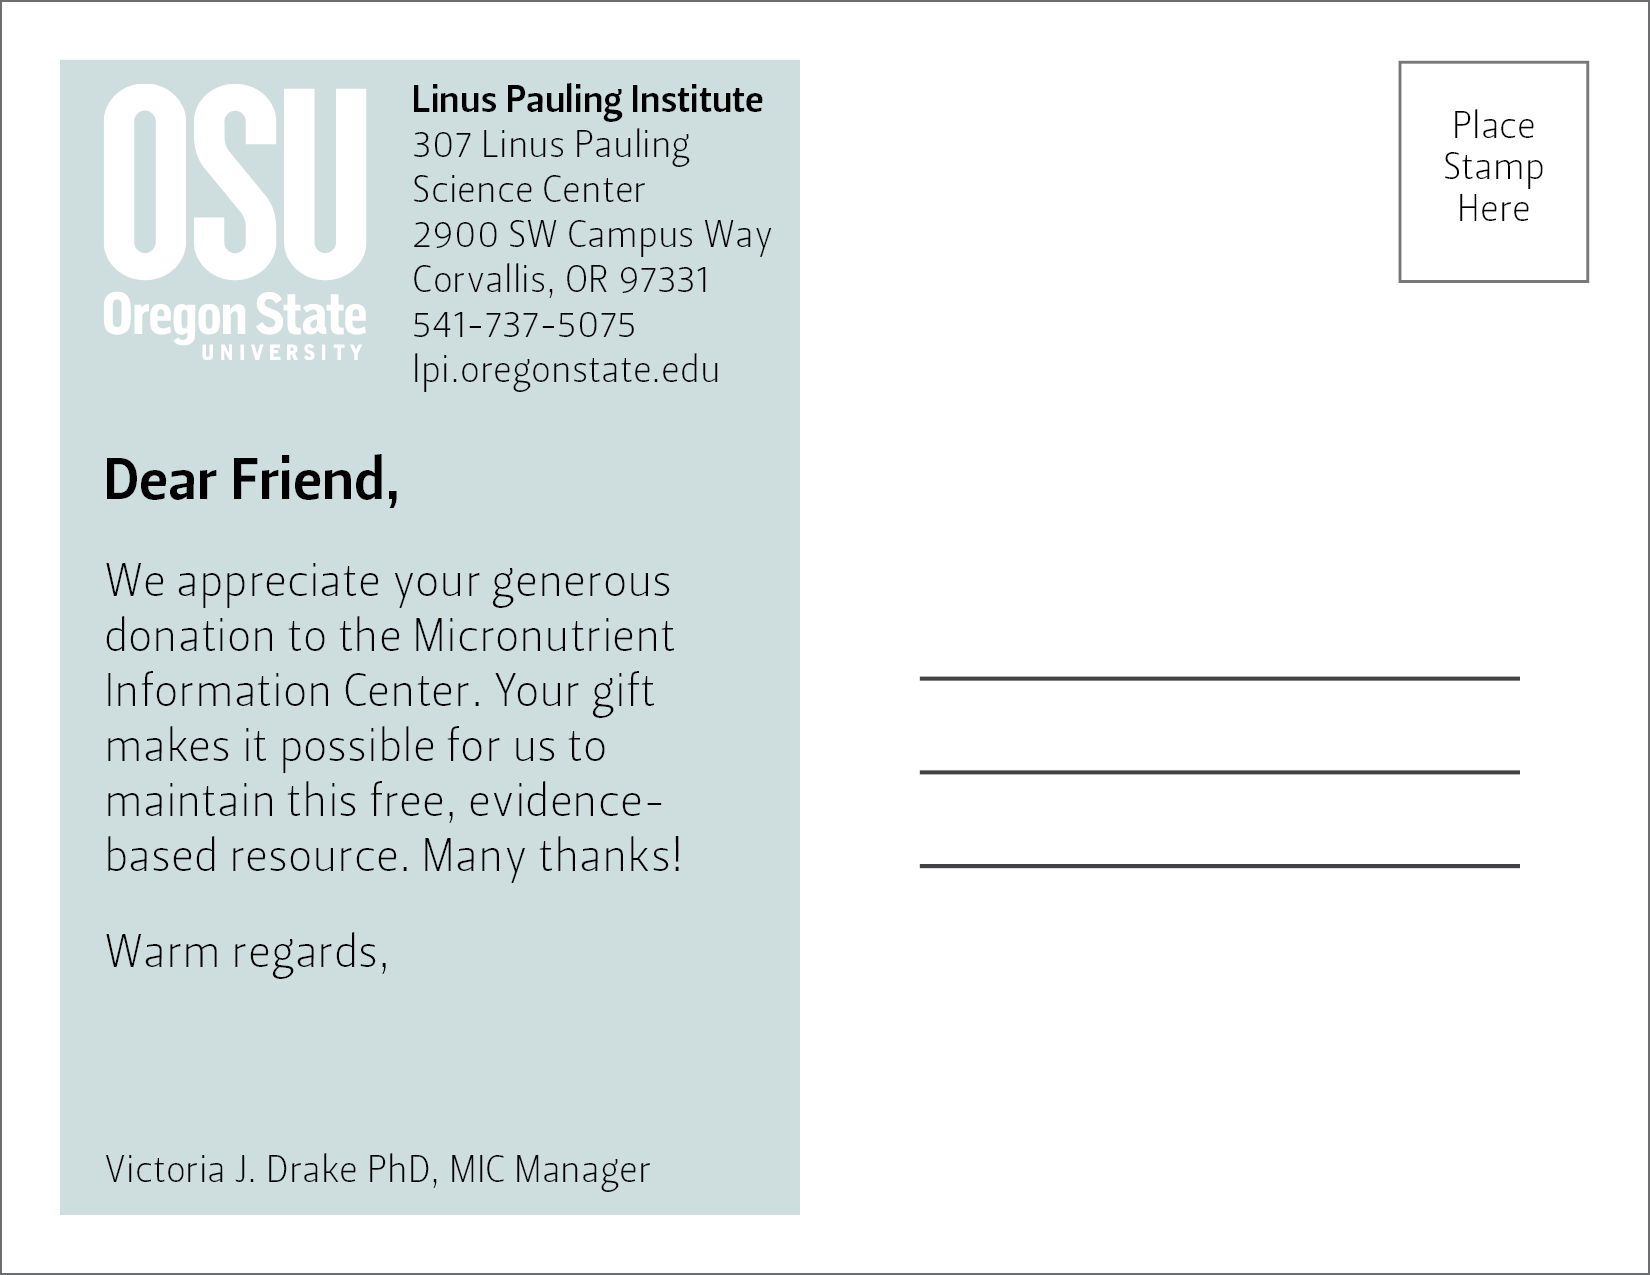 OSU
Oregon State
UNIVERSITY
Linus Pauling Institute
307 Linus Pauling
Science Center
2900 SW Campus Way
Corvallis, OR 97331
541-737-5075
lpi.oregonstate.edu
Dear Friend,
We appreciate your generous
donation to the Micronutrient
Information Center. Your gift
makes it possible for us to
maintain this free, evidence-
based resource. Many thanks!
Warm regards,
Victoria J. Drake PhD, MIC Manager
Place
Stamp
Here